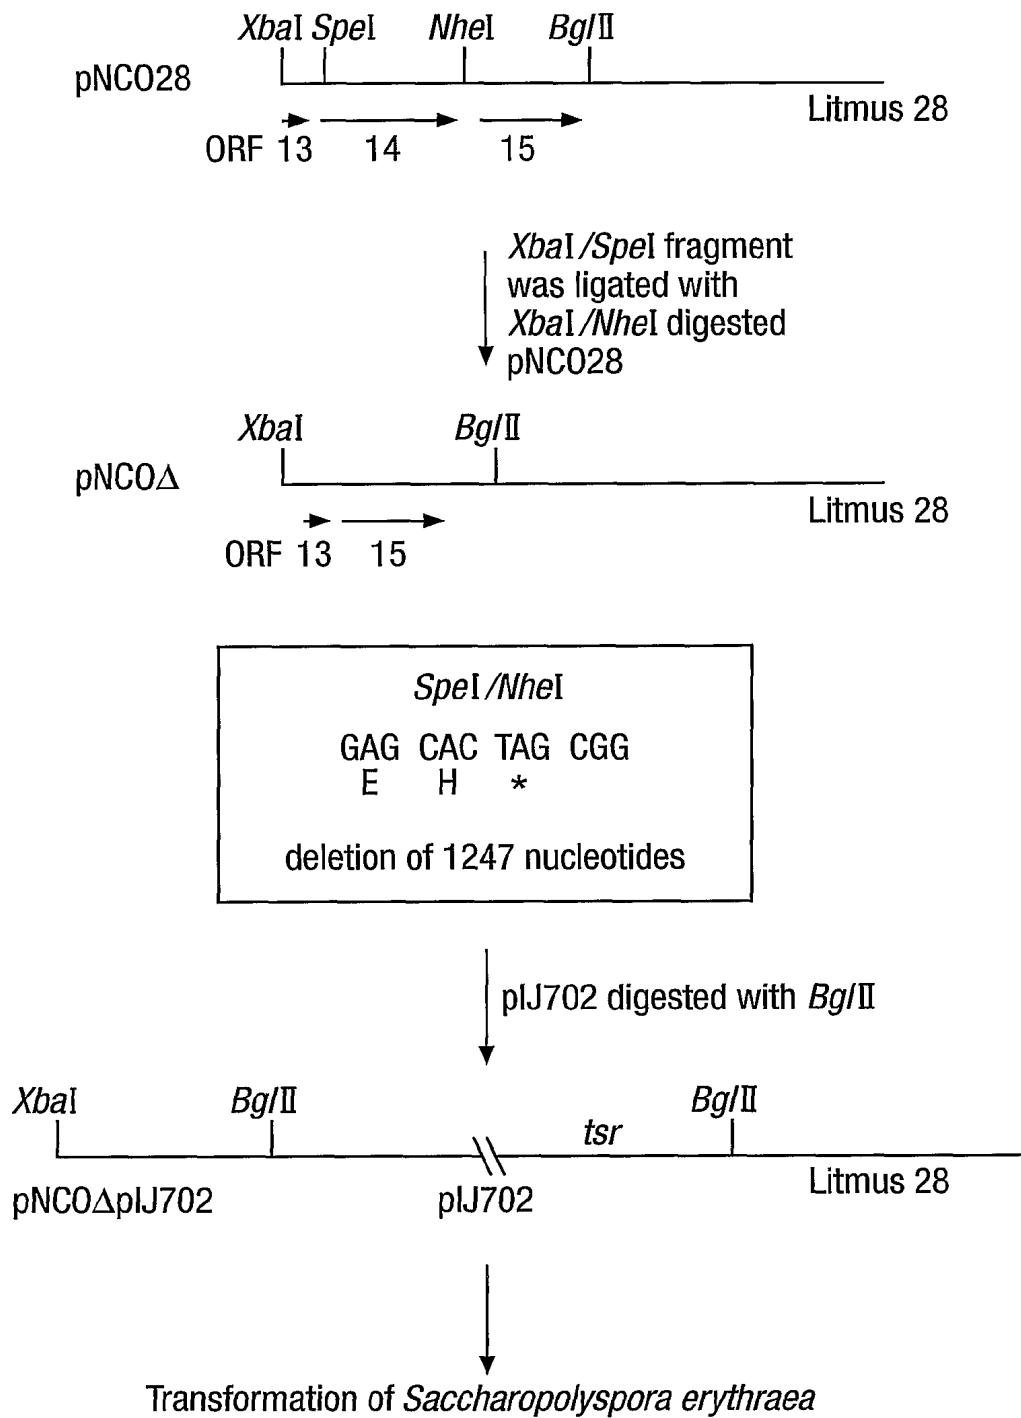 XbaI SpeI NheI BglII
pNCO28
Litmus 28
ORF 13 14 15
XbaI/SpeI fragment
was ligated with
XbaI/NheI digested
pNCO28
XbaI BglII
pNCOΔ
Litmus 28
ORF 13 15
SpeI/NheI
GAG CAC TAG CGG
E H *
deletion of 1247 nucleotides
pIJ702 digested with BglII
XbaI BglII tsr BglII
pNCOΔpIJ702 pIJ702 Litmus 28
Transformation of Saccharopolyspora erythraea